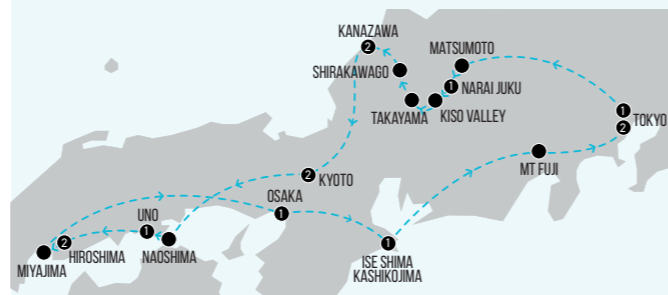 KANAZAWA
2
MATSUMOTO
SHIRAKAWAGO
1
NARAI JUKU
TAKAYAMA
KISO VALLEY
1
2
TOKYO
MT FUJI
2
KYOTO
OSAKA
1
UNO
1
2
HIROSHIMA
MIYAJIMA
NAOSHIMA
1
ISE SHIMA
KASHIKOJIMA